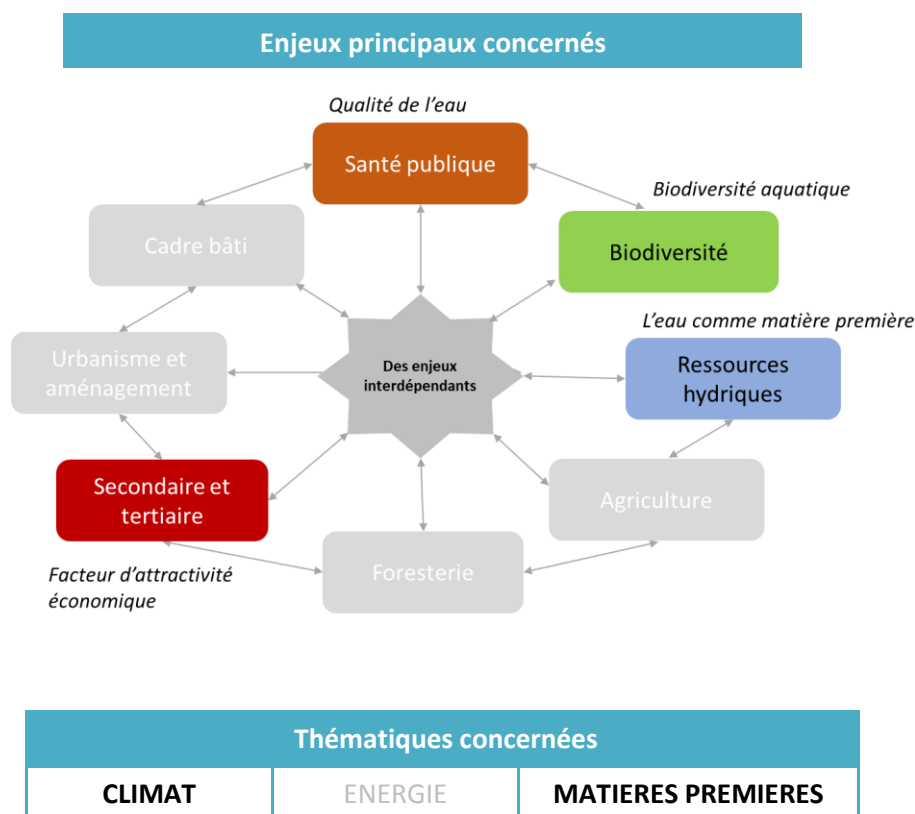 Enjeux principaux concernés
Qualité de l'eau
Santé publique
Biodiversité aquatique
Cadre bâti
Biodiversité
L'eau comme matière première
Urbanisme et
aménagement
Des enjeux
interdépendants
Ressources
hydriques
Secondaire et
tertiaire
Agriculture
Foresterie
Facteur d'attractivité
économique
Thématiques concernées
CLIMAT
ENERGIE
MATIERES PREMIERES